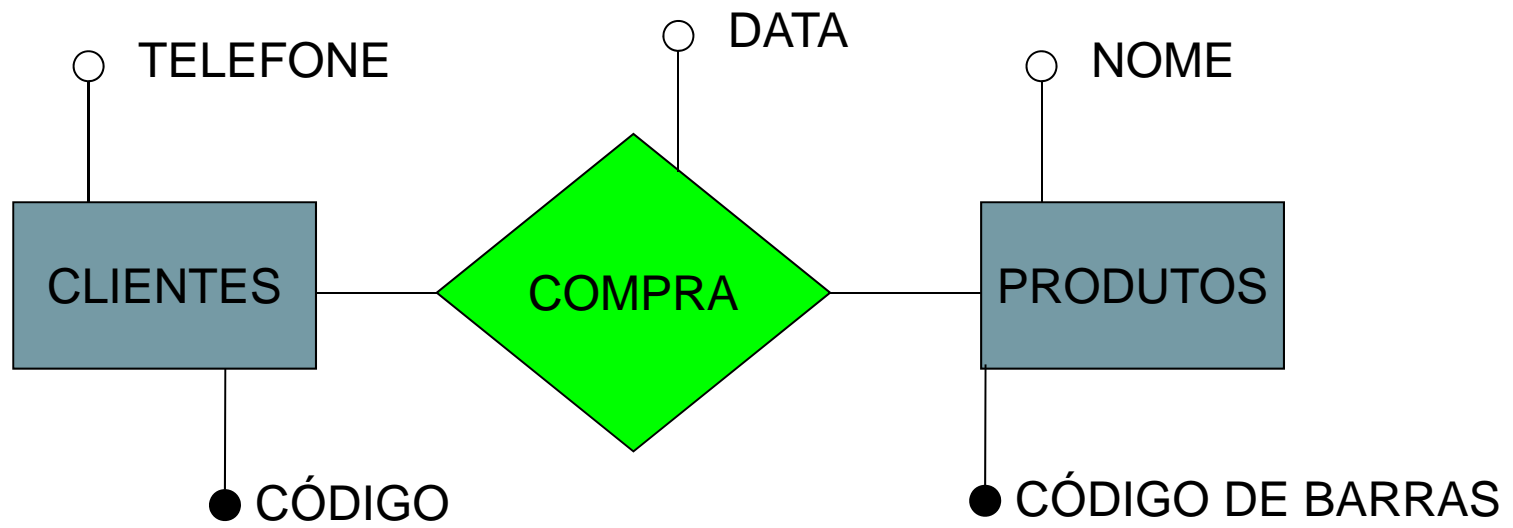 TELEFONE
DATA
NOME
CLIENTES
COMPRA
PRODUTOS
CÓDIGO
CÓDIGO DE BARRAS